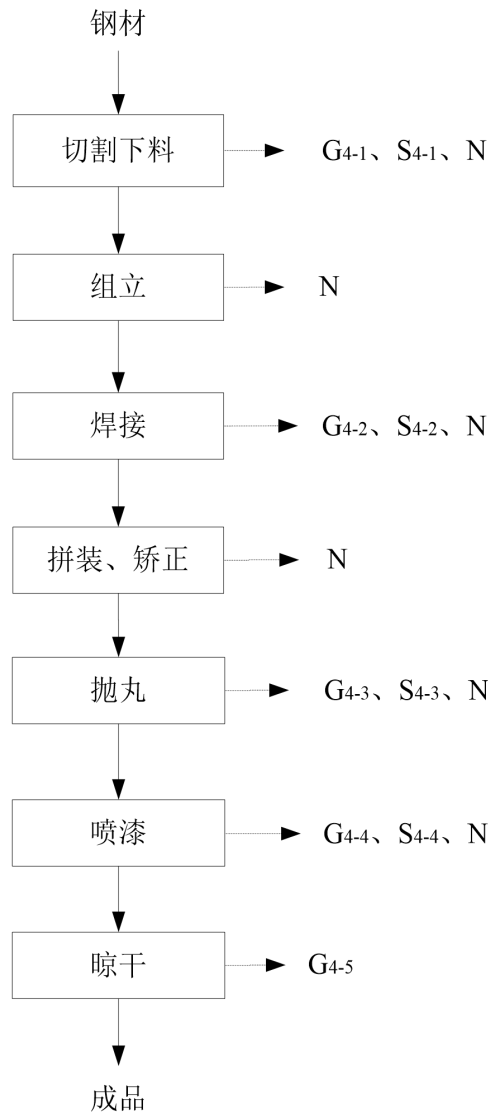 钢材
切割下料 G4-1、S4-1、N
组立 N
焊接 G4-2、S4-2、N
拼装、矫正 N
抛丸 G4-3、S4-3、N
喷漆 G4-4、S4-4、N
晾干 G4-5
成品